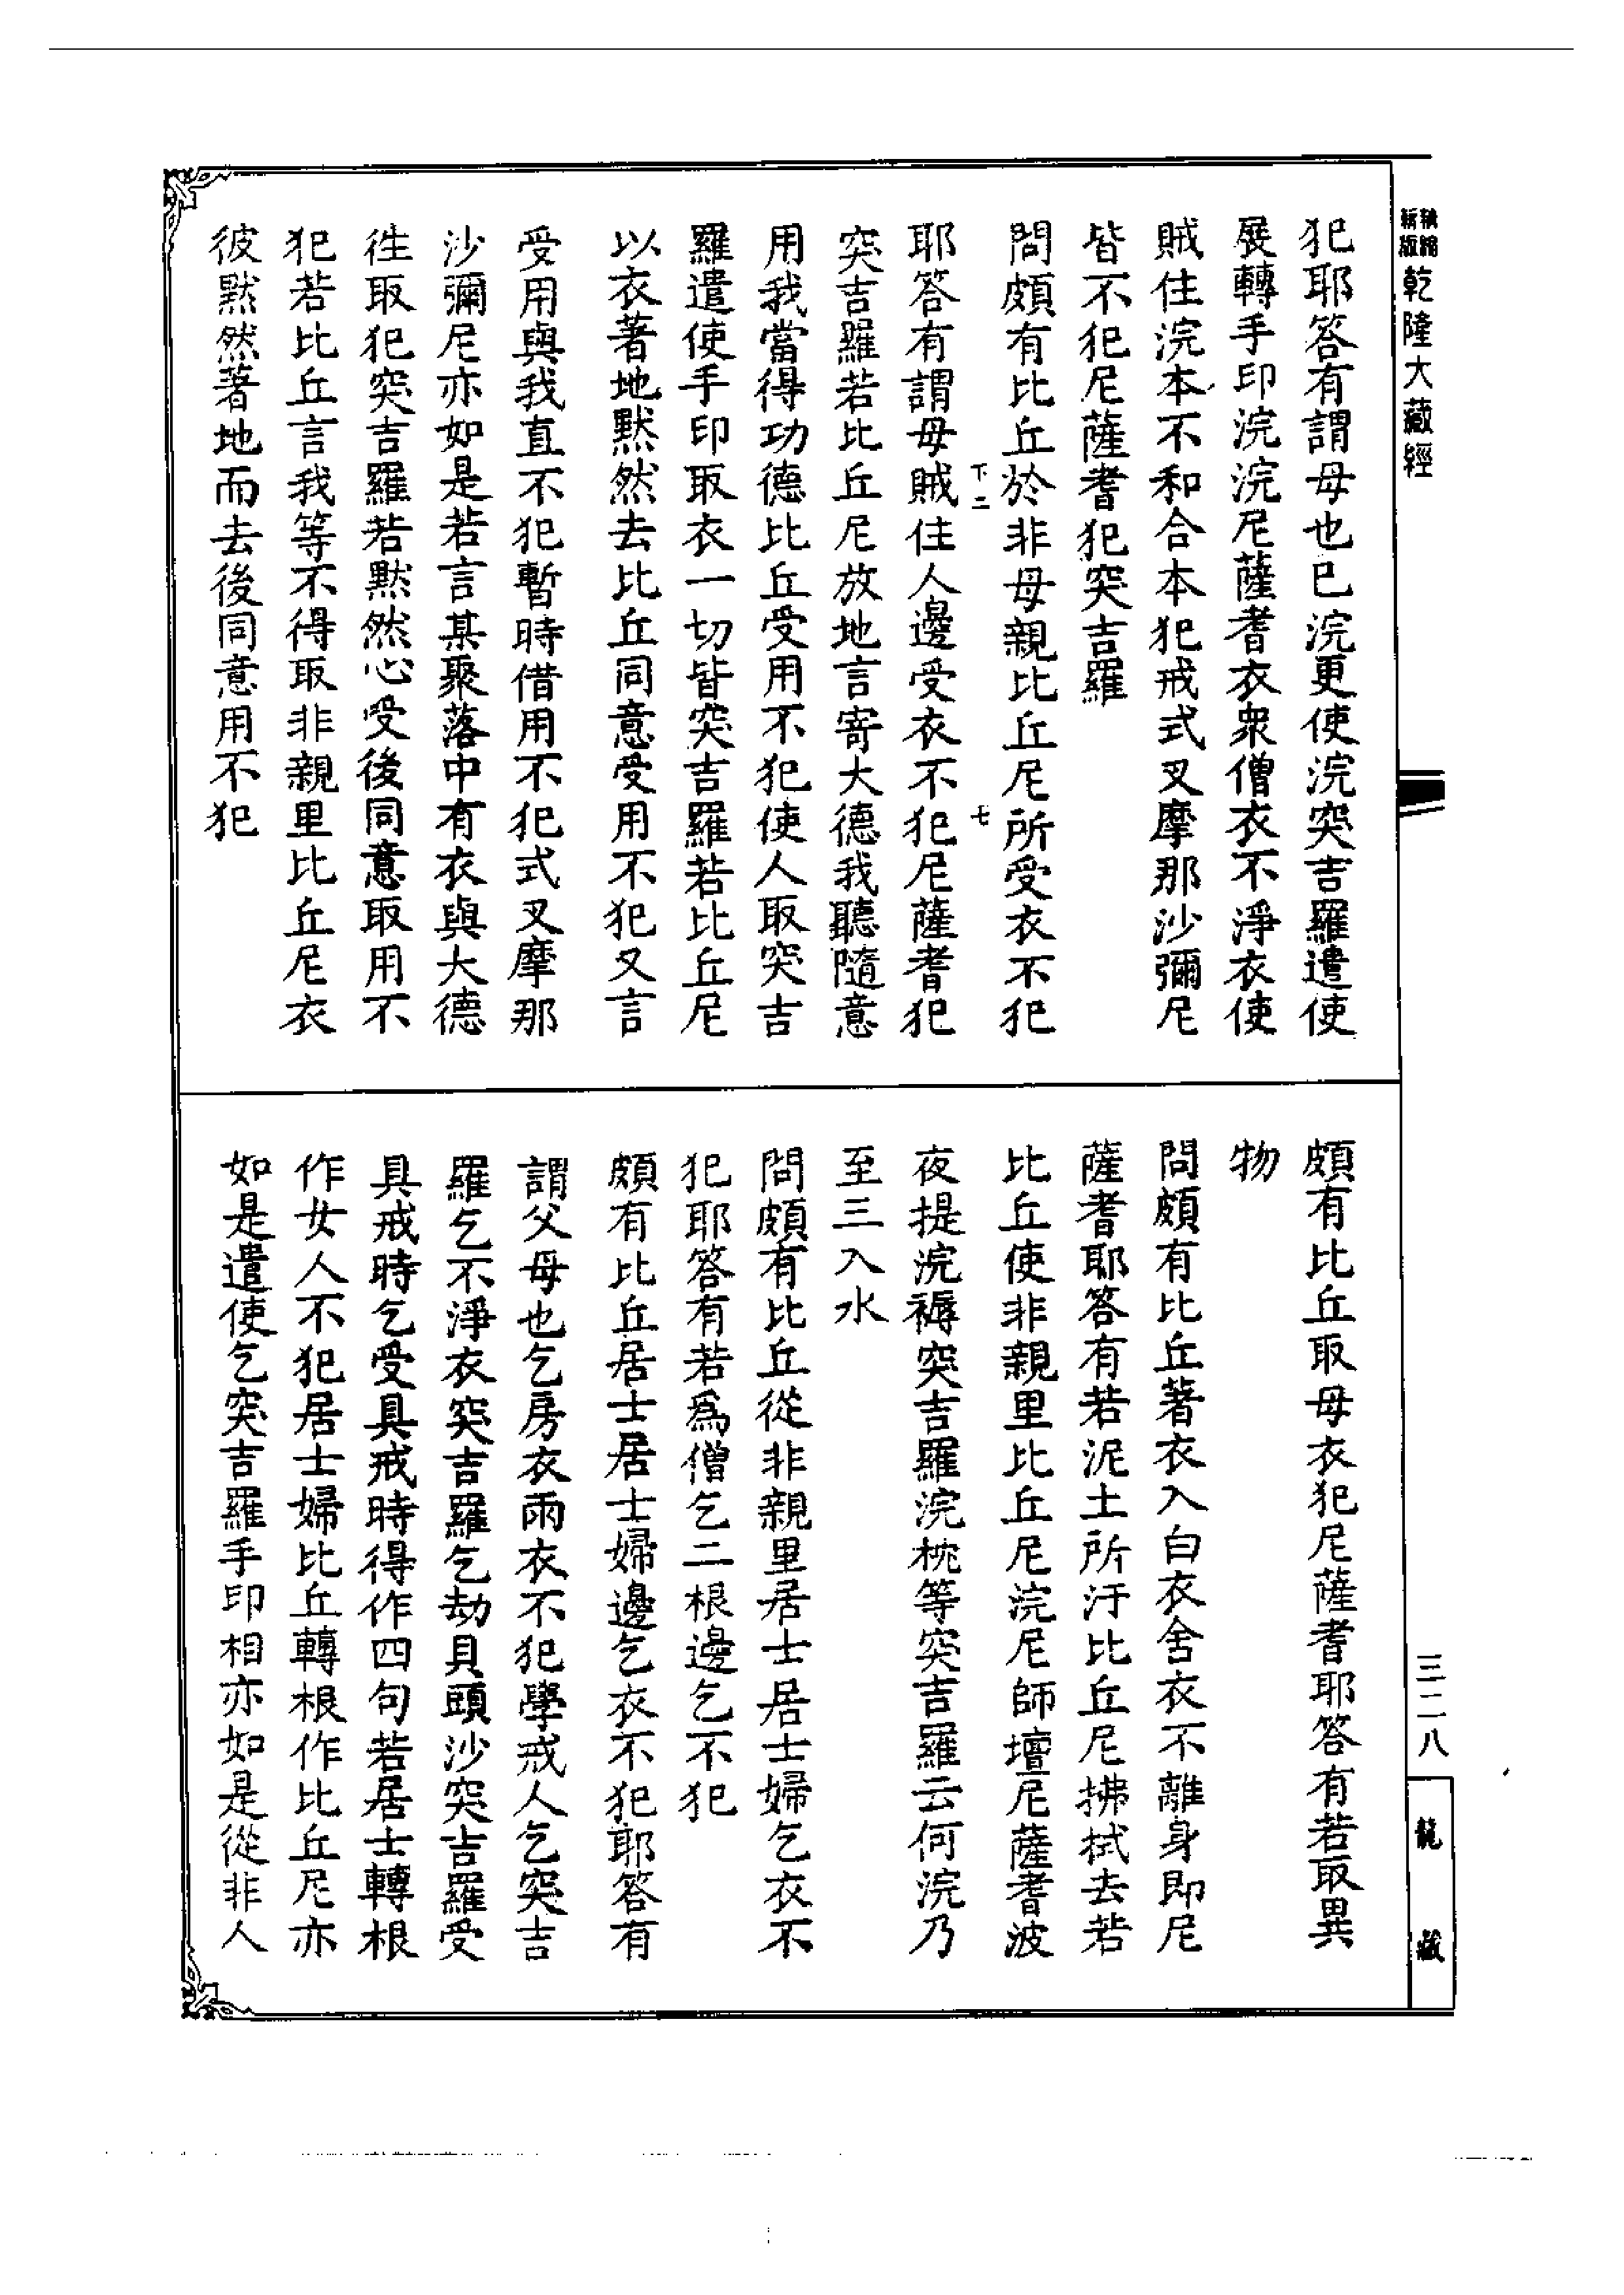 精縮新版乾隆大藏經
犯耶答有謂母也已浣更使浣突吉羅遣使
展轉手印浣浣尼薩耆衣衆僧衣不淨衣使
賊住浣本不和合本犯戒式叉摩那沙彌尼
皆不犯尼薩耆犯突吉羅
問頗有比丘於非母親比丘尼所受衣不犯
下二 七
耶答有謂母賊住人邊受衣不犯尼薩耆犯
突吉羅若比丘尼放地言寄大德我聽隨意
用我當得功德比丘受用不犯使人取突吉
羅遣使手印取衣一切皆突吉羅若比丘尼
以衣著地默然去比丘同意受用不犯又言
受用與我直不犯暫時借用不犯式叉摩那
沙彌尼亦如是若言某聚落中有衣與大德
徃取犯突吉羅若默然心受後同意取用不
犯若比丘言我等不得取非親里比丘尼衣
彼默然著地而去後同意用不犯
頗有比丘取母衣犯尼薩耆耶答有若取異
物
問頗有比丘著衣入白衣舍衣不離身即尼
薩耆耶答有若泥土所汙比丘尼拂拭去若
比丘使非親里比丘尼浣尼師壇尼薩耆波
夜提浣褥突吉羅浣枕等突吉羅云何浣乃
至三入水
問頗有比丘從非親里居士居士婦乞衣不
犯耶答有若爲僧乞二根邊乞不犯
頗有比丘居士居士婦邊乞衣不犯耶答有
謂父母也乞房衣雨衣不犯學戒人乞突吉
羅乞不淨衣突吉羅乞劫貝頭沙突吉羅受
具戒時乞受具戒時得作四句若居士轉根
作女人不犯居士婦比丘轉根作比丘尼亦
如是遣使乞突吉羅手印相亦如是從非人
三二八
龍藏